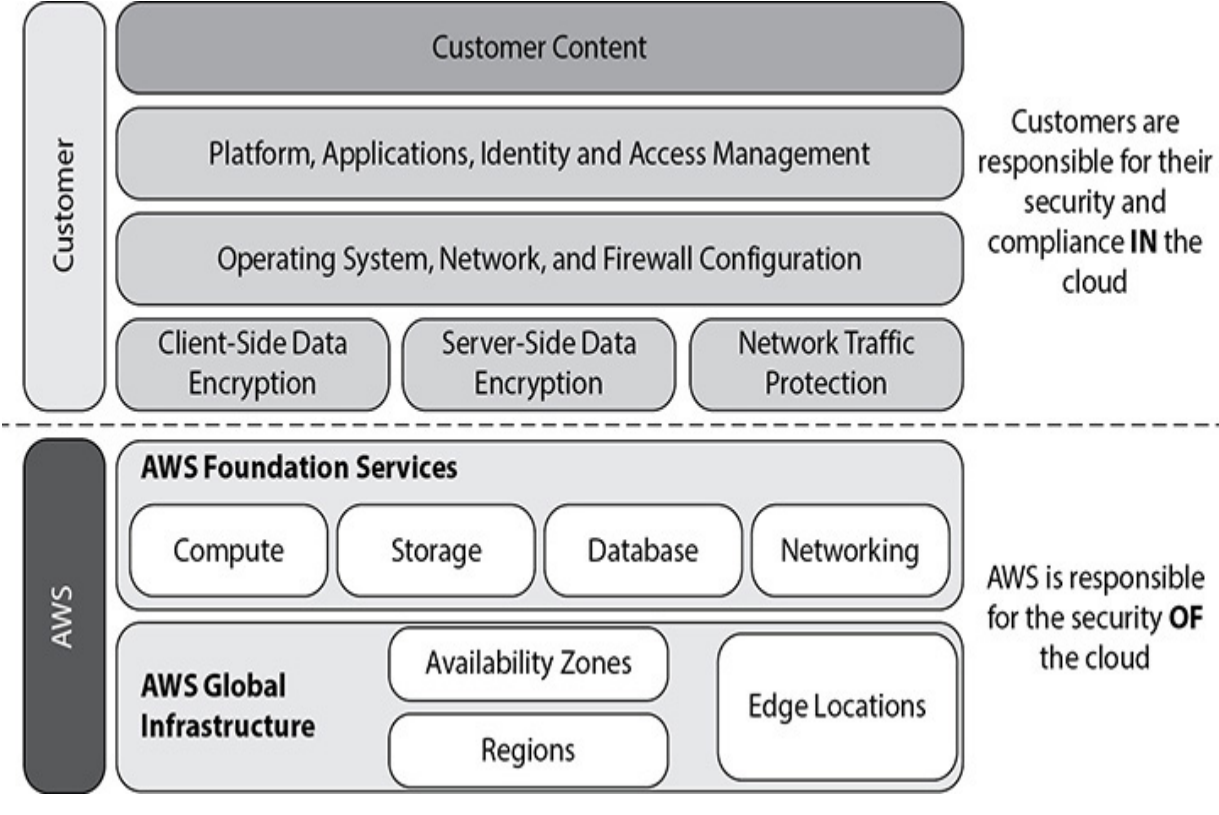 Customer
Customer Content
Platform, Applications, Identity and Access Management
Operating System, Network, and Firewall Configuration
Client-Side Data
Encryption
Server-Side Data
Encryption
Network Traffic
Protection
Customers are
responsible for their
security and
compliance IN the
cloud
AWS
AWS Foundation Services
Compute
Storage
Database
Networking
AWS Global
Infrastructure
Availability Zones
Regions
Edge Locations
AWS is responsible
for the security OF
the cloud